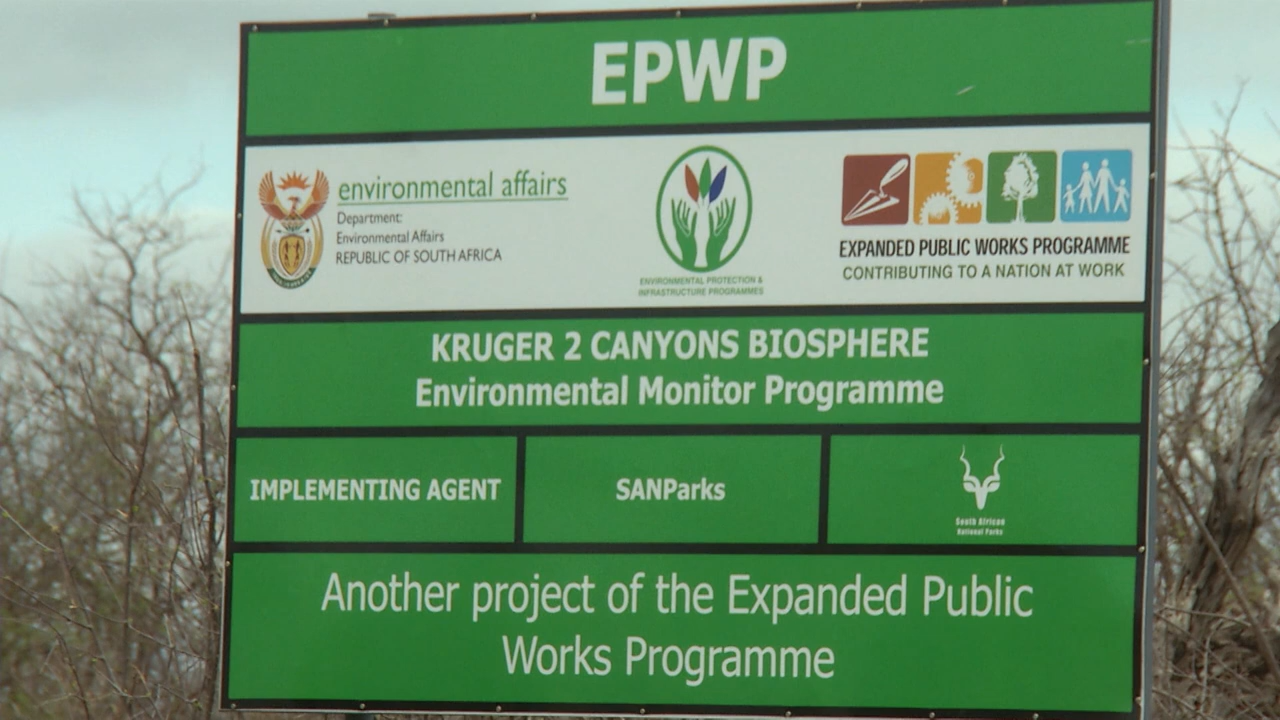 EPWP
environmental affairs
Department:
Environmental Affairs
REPUBLIC OF SOUTH AFRICA
ENVIRONMENTAL PROTECTION &
INFRASTRUCTURE PROGRAMMES
EXPANDED PUBLIC WORKS PROGRAMME
CONTRIBUTING TO A NATION AT WORK
KRUGER 2 CANYONS BIOSPHERE
Environmental Monitor Programme
IMPLEMENTING AGENT
SANParks
South African
National Parks
Another project of the Expanded Public
Works Programme